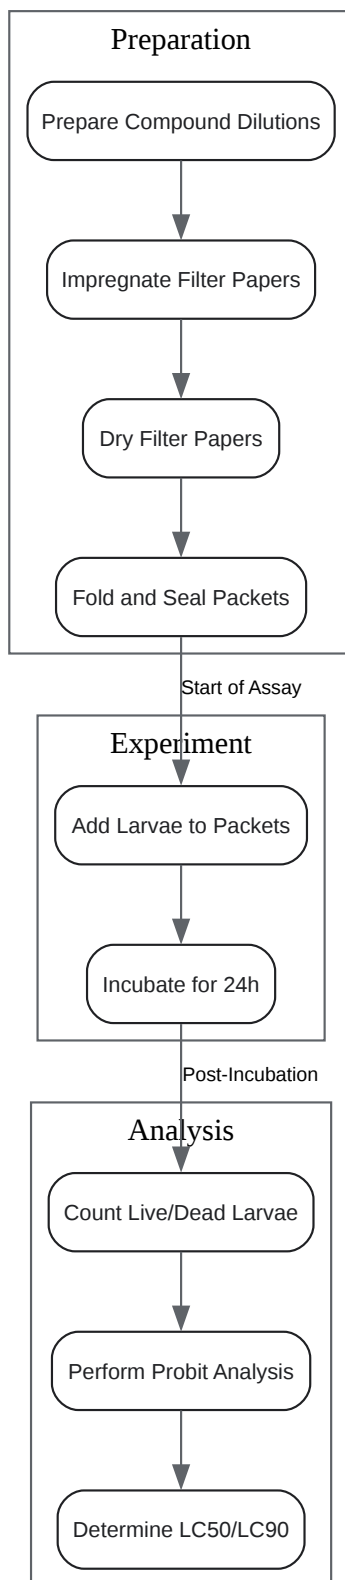 Preparation
Prepare Compound Dilutions
Impregnate Filter Papers
Dry Filter Papers
Fold and Seal Packets
Start of Assay
Experiment
Add Larvae to Packets
Incubate for 24h
Post-Incubation
Analysis
Count Live/Dead Larvae
Perform Probit Analysis
Determine LC50/LC90